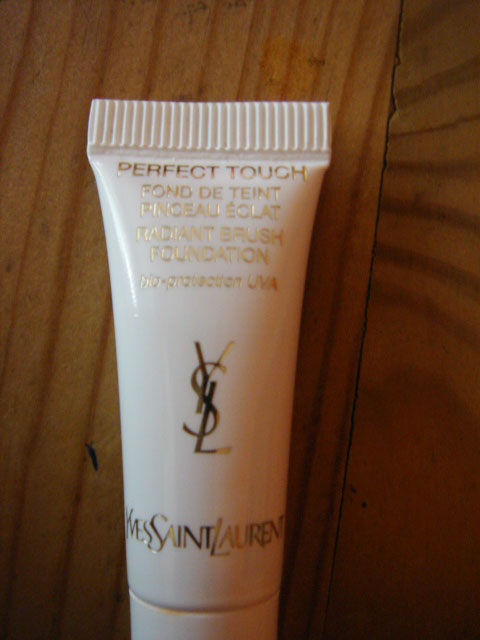 PERFECT TOUCH
FOND DE TEINT
PINCEAU ÉCLAT
RADIANT BRUSH
FOUNDATION
bio-protection UVA
YSL
YVESSAINTLAURENT